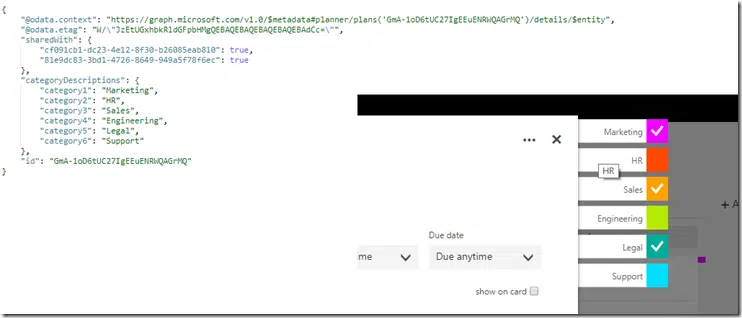 {
"@odata.context": "https://graph.microsoft.com/v1.0/$metadata#planner/plans('GmA-1oD6tUC27IgEEuENRWQAGrMQ')/details/$entity",
"@odata.etag": "W/\"JzEtUGxhbkRldGFpbHMgQEBAQEBAQEBAQEBAQEBAdCc=\"",
"sharedWith": {
"cf091cb1-dc23-4e12-8f30-b26085eab810": true,
"81e9dc83-3bd1-4726-8649-949a5f78f6ec": true
},
"categoryDescriptions": {
"category1": "Marketing",
"category2": "HR",
"category3": "Sales",
"category4": "Engineering",
"category5": "Legal",
"category6": "Support"
},
"id": "GmA-1oD6tUC27IgEEuENRWQAGrMQ"
}
Marketing
HR
HR
Sales
+ A
Engineering
Due date
Legal
me
Due anytime
Support
show on card